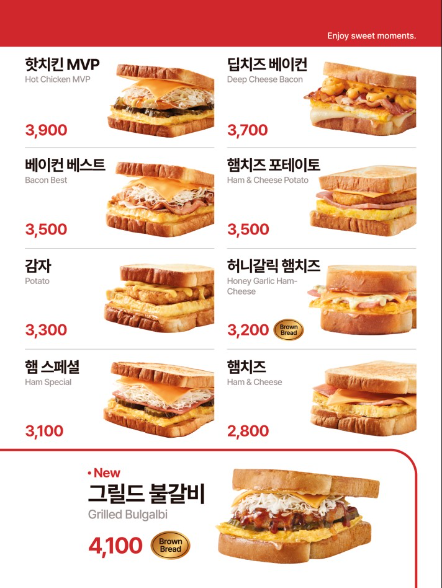 Enjoy sweet moments.
핫치킨 MVP
Hot Chicken MVP
3,900
딥치즈 베이컨
Deep Cheese Bacon
3,700
베이컨 베스트
Bacon Best
3,500
햄치즈 포테이토
Ham & Cheese Potato
3,500
감자
Potato
3,300
허니갈릭 햄치즈
Honey Garlic Ham-
Cheese
3,200
Brown
Bread
햄 스페셜
Ham Special
3,100
햄치즈
Ham & Cheese
2,800
• New
그릴드 불갈비
Grilled Bulgalbi
4,100
Brown
Bread